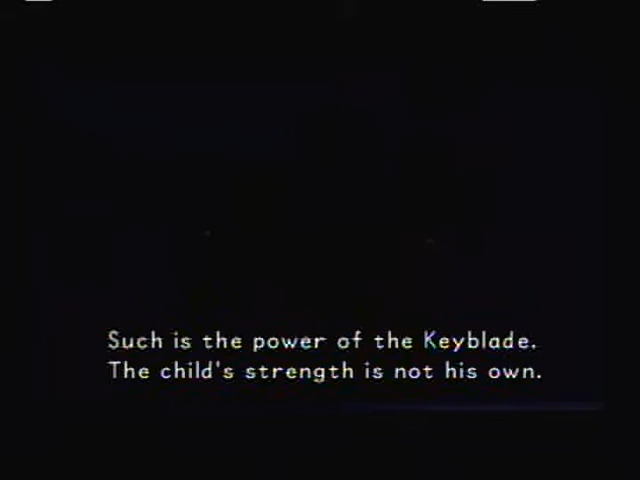 Such is the power of the Keyblade.
The child's strength is not his own.